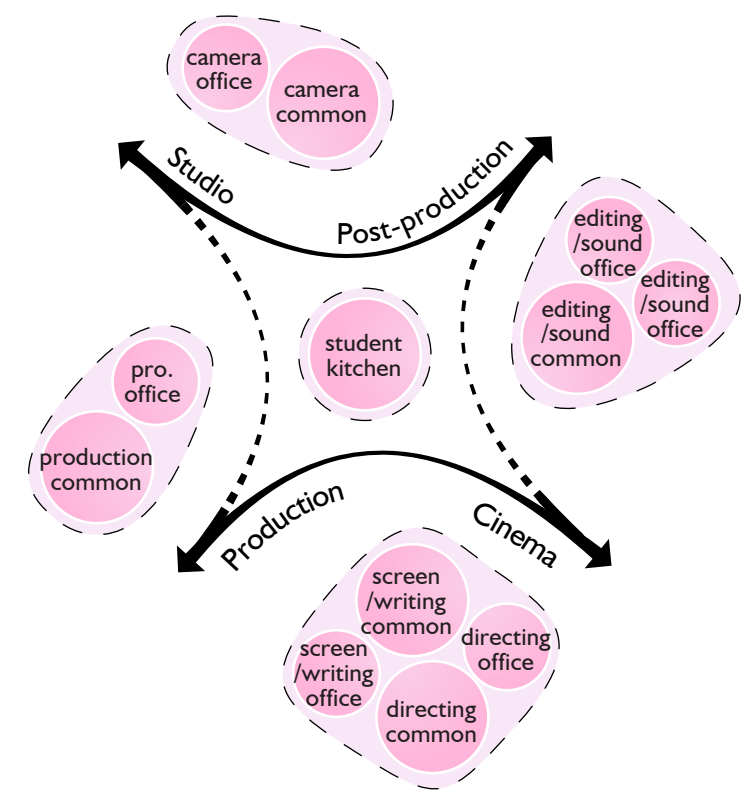 camera
office
camera
common
Studio
Post-production
editing
/sound
office
editing
/sound
office
editing
/sound
common
student
kitchen
pro.
office
production
common
Production
Cinema
screen
/writing
common
directing
office
screen
/writing
office
directing
common